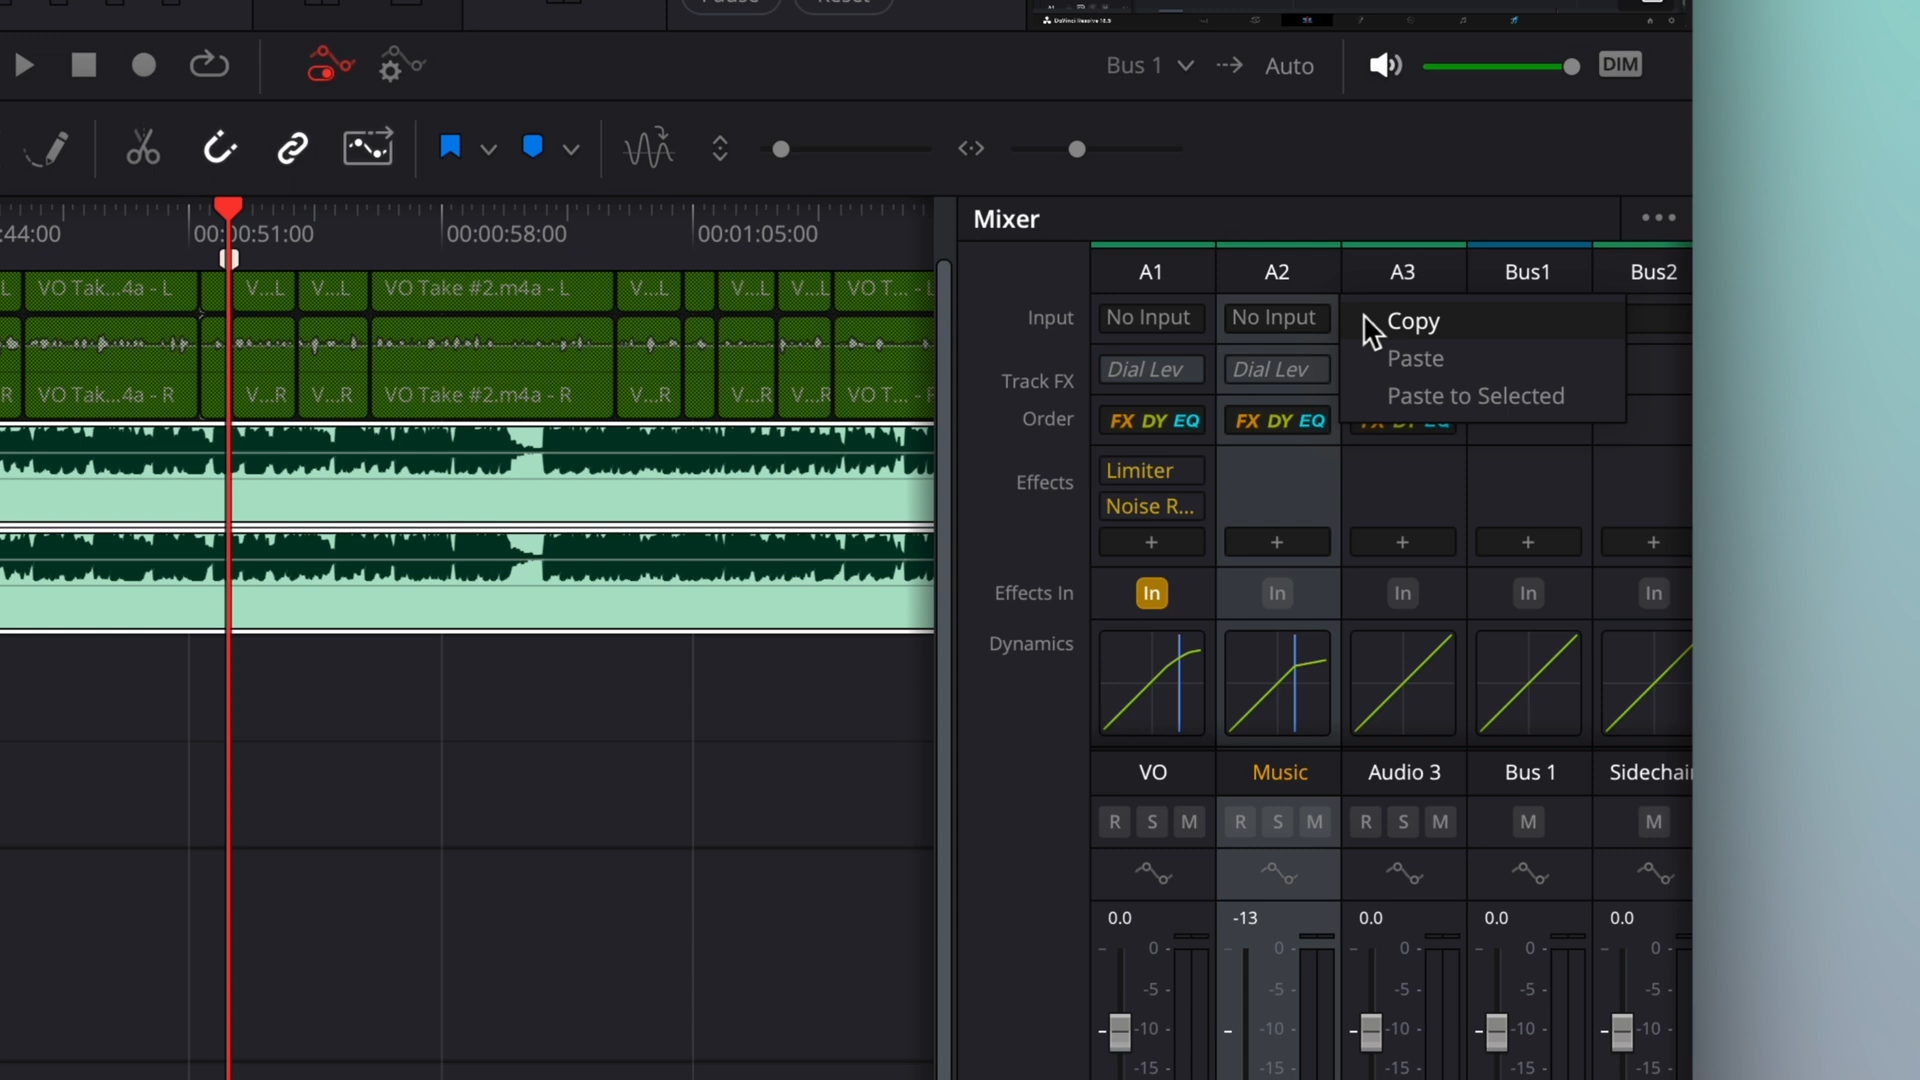 DaVinci Resolve 18.5
Bus 1
Auto
DIM
:44:00
00:00:51:00
00:00:58:00
00:01:05:00
Mixer
A1
A2
A3
Bus1
Bus2
L
VO Tak...4a - L
V...L
V...L
VO Take #2.m4a - L
V...L
V...L
V...L
VO T... - L
R
VO Tak...4a - R
V...R
V...R
VO Take #2.m4a - R
V...R
V...R
V...R
VO T... - R
Input
No Input
No Input
Copy
Paste
Paste to Selected
Track FX
Dial Lev
Dial Lev
Order
FX DY EQ
FX DY EQ
Effects
Limiter
Noise R...
+
+
+
+
+
Effects In
In
In
In
In
In
Dynamics
VO
Music
Audio 3
Bus 1
Sidechai
R S M
R S M
R S M
M
M
0.0
-13
0.0
0.0
0.0
0
0
0
0
0
-5
-5
-5
-5
-5
-10
-10
-10
-10
-10
-15
-15
-15
-15
-15